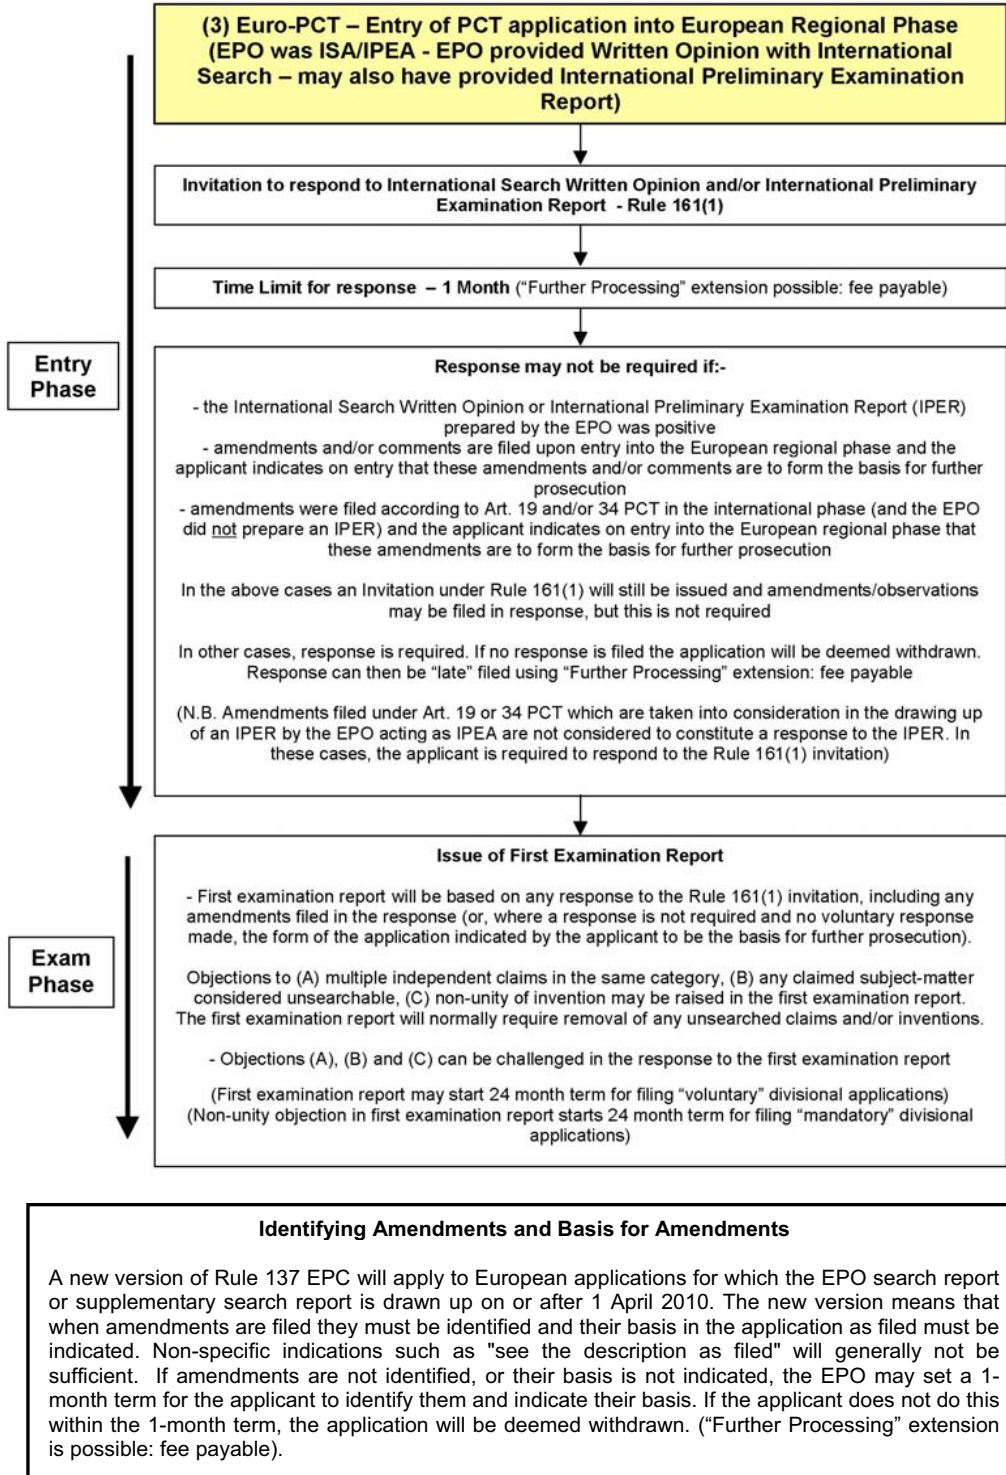 (3) Euro-PCT – Entry of PCT application into European Regional Phase
(EPO was ISA/IPEA - EPO provided Written Opinion with International
Search – may also have provided International Preliminary Examination
Report)
Invitation to respond to International Search Written Opinion and/or International Preliminary
Examination Report - Rule 161(1)
Time Limit for response – 1 Month ("Further Processing" extension possible: fee payable)
Entry
Phase
Response may not be required if:-
- the International Search Written Opinion or International Preliminary Examination Report (IPER)
prepared by the EPO was positive
- amendments and/or comments are filed upon entry into the European regional phase and the
applicant indicates on entry that these amendments and/or comments are to form the basis for further
prosecution
- amendments were filed according to Art. 19 and/or 34 PCT in the international phase (and the EPO
did not prepare an IPER) and the applicant indicates on entry into the European regional phase that
these amendments are to form the basis for further prosecution
In the above cases an Invitation under Rule 161(1) will still be issued and amendments/observations
may be filed in response, but this is not required
In other cases, response is required. If no response is filed the application will be deemed withdrawn.
Response can then be "late" filed using "Further Processing" extension: fee payable
(N.B. Amendments filed under Art. 19 or 34 PCT which are taken into consideration in the drawing up
of an IPER by the EPO acting as IPEA are not considered to constitute a response to the IPER. In
these cases, the applicant is required to respond to the Rule 161(1) invitation)
Exam
Phase
Issue of First Examination Report
- First examination report will be based on any response to the Rule 161(1) invitation, including any
amendments filed in the response (or, where a response is not required and no voluntary response
made, the form of the application indicated by the applicant to be the basis for further prosecution).
Objections to (A) multiple independent claims in the same category, (B) any claimed subject-matter
considered unsearchable, (C) non-unity of invention may be raised in the first examination report.
The first examination report will normally require removal of any unsearched claims and/or inventions.
- Objections (A), (B) and (C) can be challenged in the response to the first examination report
(First examination report may start 24 month term for filing "voluntary" divisional applications)
(Non-unity objection in first examination report starts 24 month term for filing "mandatory" divisional
applications)
Identifying Amendments and Basis for Amendments
A new version of Rule 137 EPC will apply to European applications for which the EPO search report
or supplementary search report is drawn up on or after 1 April 2010. The new version means that
when amendments are filed they must be identified and their basis in the application as filed must be
indicated. Non-specific indications such as "see the description as filed" will generally not be
sufficient. If amendments are not identified, or their basis is not indicated, the EPO may set a 1-
month term for the applicant to identify them and indicate their basis. If the applicant does not do this
within the 1-month term, the application will be deemed withdrawn. ("Further Processing" extension
is possible: fee payable).